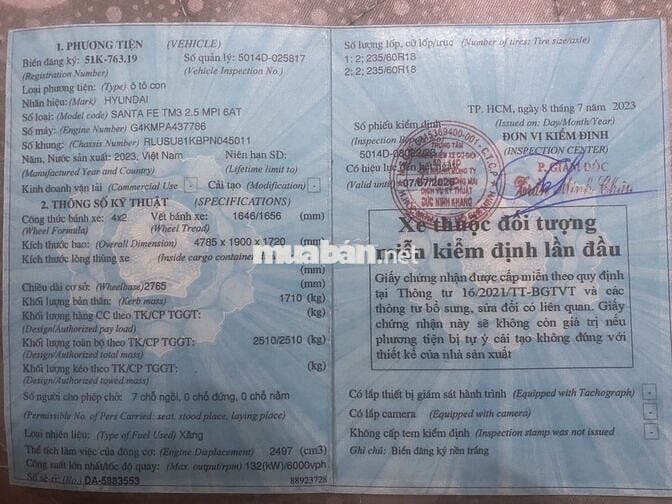 1. PHƯƠNG TIỆN (VEHICLE)
Biển đăng ký: 51K-763.19 Số quản lý: 5014D-025817
(Registration Number) (Vehicle Inspection No.)
Loại phương tiện: (Type) ô tô con
Nhãn hiệu: (Mark) HYUNDAI
Số loại: (Model code) SANTA FE TM3 2.5 MPI 6AT
Số máy: (Engine Number) G4KMPA437786
Số khung: (Chassis Number) RLUSU81KBPN045011
Năm, Nước sản xuất: 2023, Việt Nam Niên hạn SD:
(Manufactured Year and Country) (Lifetime limit to)
Kinh doanh vận tải (Commercial Use) - Cải tạo (Modification) -
2. THÔNG SỐ KỸ THUẬT (SPECIFICATIONS)
Công thức bánh xe: 4x2 Vết bánh xe: 1646/1656 (mm)
(Wheel Formula) (Wheel Tread)
Kích thước bao: (Overall Dimension) 4785 x 1900 x 1720 (mm)
Kích thước lòng thùng xe (Inside cargo container
(mm)
Chiều dài cơ sở: (Wheelbase) 2765 (mm)
Khối lượng bản thân: (Kerb mass) 1710 (kg)
Khối lượng hàng CC theo TK/CP TGGT: (kg)
(Design/Authorized pay load)
Khối lượng toàn bộ theo TK/CP TGGT: 2510/2510 (kg)
(Design/Authorized total mass)
Khối lượng kéo theo TK/CP TGGT: (kg)
(Design/Authorized towed mass)
Số người cho phép chở: 7 chỗ ngồi, 0 chỗ đứng, 0 chỗ nằm
(Permissible No. of Pers Carried: seat, stood place, laying place)
Loại nhiên liệu: (Type of Fuel Used) Xăng
Thể tích làm việc của động cơ: (Engine Displacement) 2497 (cm3)
Công suất lớn nhất/tốc độ quay: (Max. output/rpm) 132(kW)/6000vph
Số sê-ri: (No.) DA-5883553 88923728
Số lượng lốp, cỡ lốp/trục (Number of tires: Tire size/axle)
1: 2; 235/60R18
2: 2; 235/60R18
TP. HCM, ngày 8 tháng 7 năm 2023
Số phiếu kiểm định (Issued on: Day/Month/Year)
(Inspection Report ĐƠN VỊ KIỂM ĐỊNH
5014D- (INSPECTION CENTER)
Có hiệu lực đến P. GIÁM ĐỐC
(Valid until) 07/07/2026
ĐỨC MINH KHANG
muaban.net
Xe thuộc đối tượng
miễn kiểm định lần đầu
Giấy chứng nhận được cấp miễn theo quy định
tại Thông tư 16/2021/TT-BGTVT và các
thông tư bổ sung, sửa đổi có liên quan. Giấy
chứng nhận này sẽ không còn giá trị nếu
phương tiện bị tự ý cải tạo không đúng với
thiết kế của nhà sản xuất
Có lắp thiết bị giám sát hành trình (Equipped with Tachograph) -
Có lắp camera (Equipped with camera) -
Không cấp tem kiểm định (Inspection stamp was not issued -
Ghi chú: Biển đăng ký nền trắng